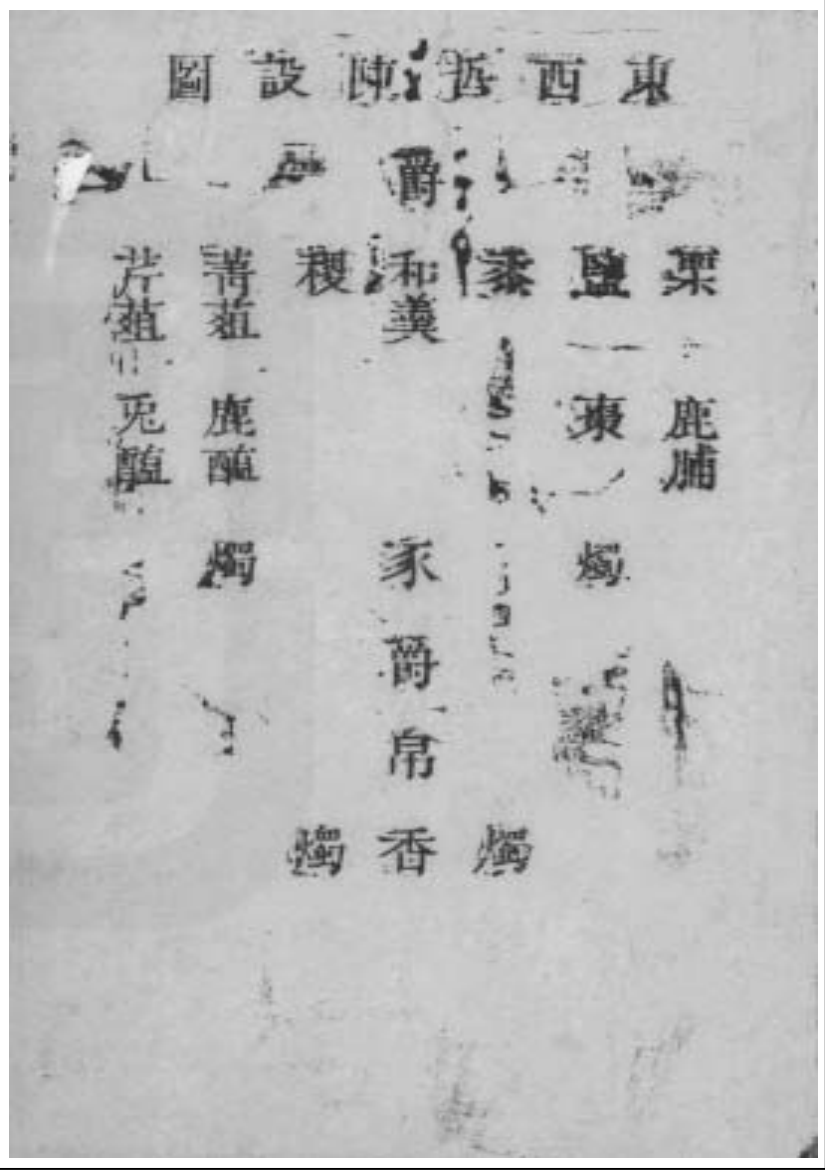 東西哲陳設圖
爵
栗 鹽 黍 和羹 稷 菁菹 芹菹
鹿脯 棗 鹿醢 兎醢
燭 豕 燭
爵
帛
燭 香 燭